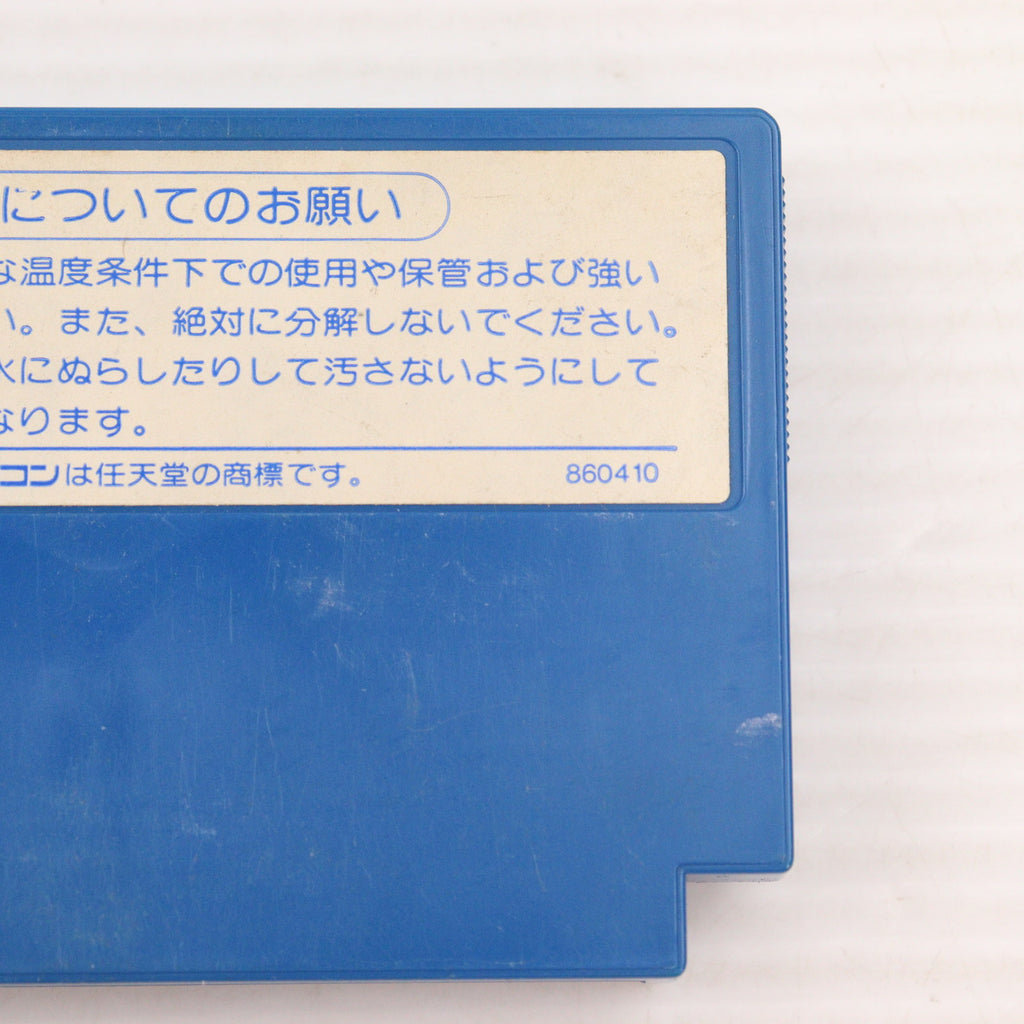 についてのお願い
な温度条件下での使用や保管および強い
い。また、絶対に分解しないでください。
水にぬらしたりして汚さないようにして
なります。
コンは任天堂の商標です。 860410